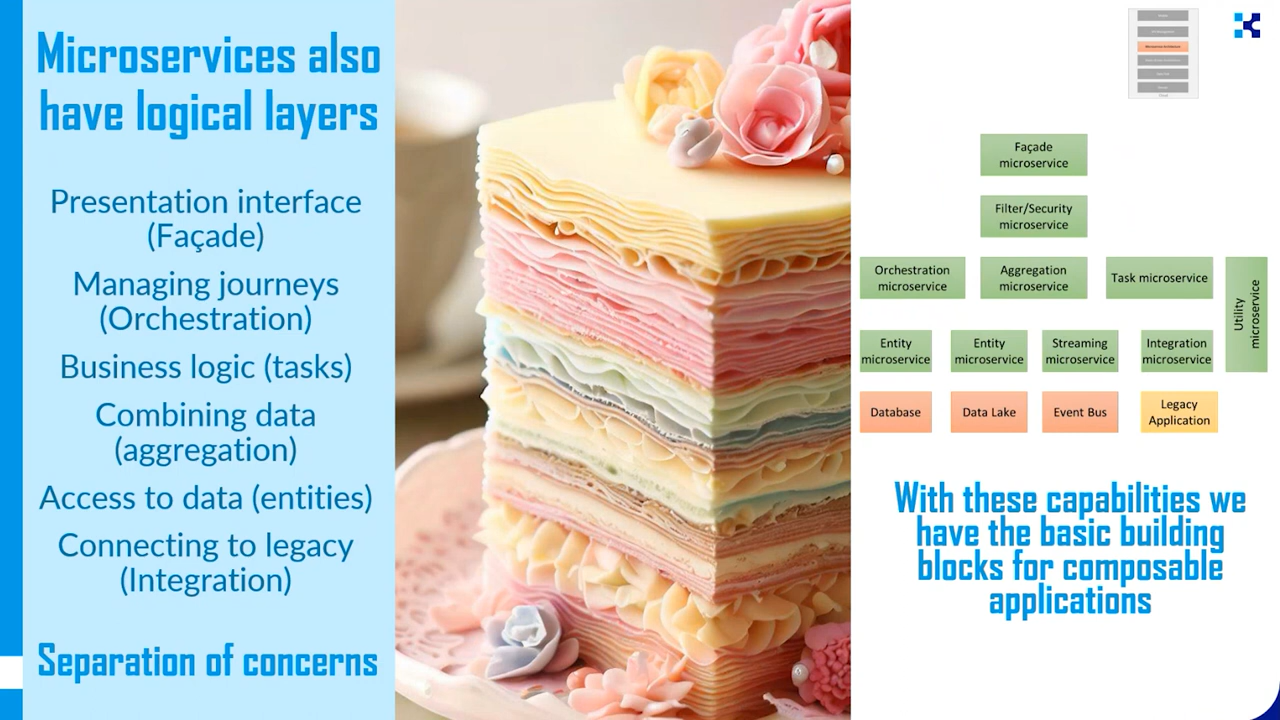 Microservices also
have logical layers
Presentation interface
(Façade)
Managing journeys
(Orchestration)
Business logic (tasks)
Combining data
(aggregation)
Access to data (entities)
Connecting to legacy
(Integration)
Separation of concerns
Façade
microservice
Filter/Security
microservice
Orchestration
microservice
Aggregation
microservice
Task microservice
Utility
microservice
Entity
microservice
Entity
microservice
Streaming
microservice
Integration
microservice
Database
Data Lake
Event Bus
Legacy
Application
With these capabilities we
have the basic building
blocks for composable
applications